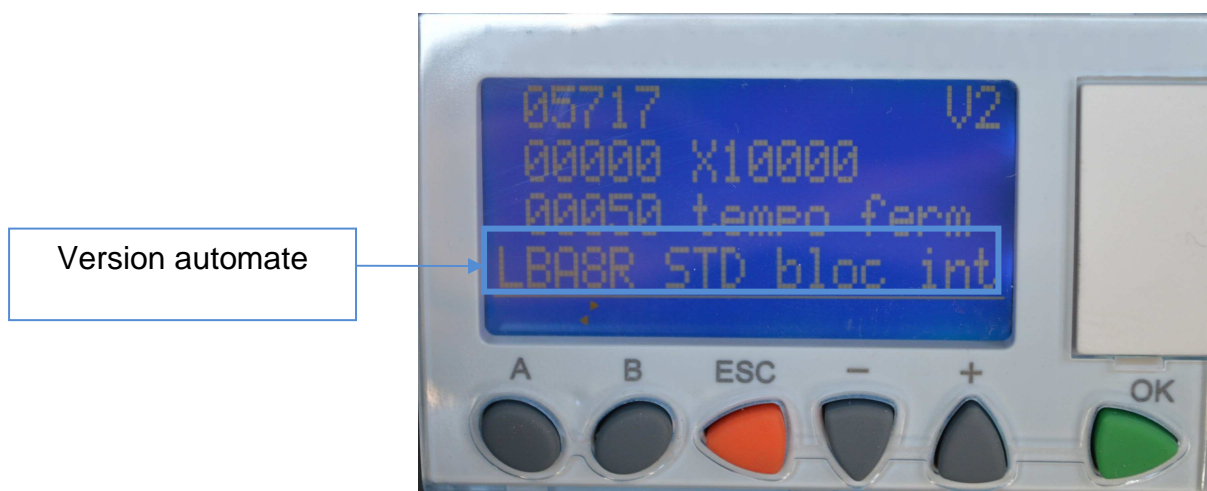 05717 V2
00000 X10000
00050 tempo ferm
Version automate
LBA8R STD bloc int
A B ESC - +
OK